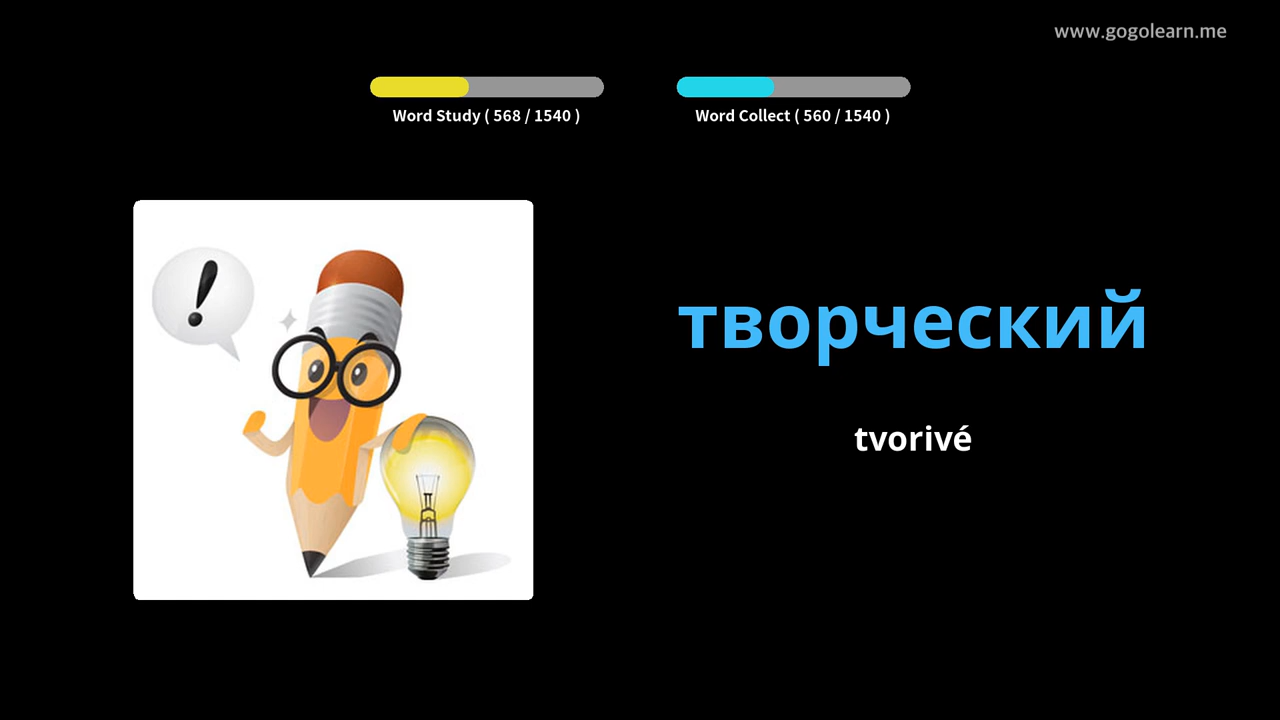 www.gogolearn.me
Word Study ( 568 / 1540 )
Word Collect ( 560 / 1540 )
!
творческий
tvorivé